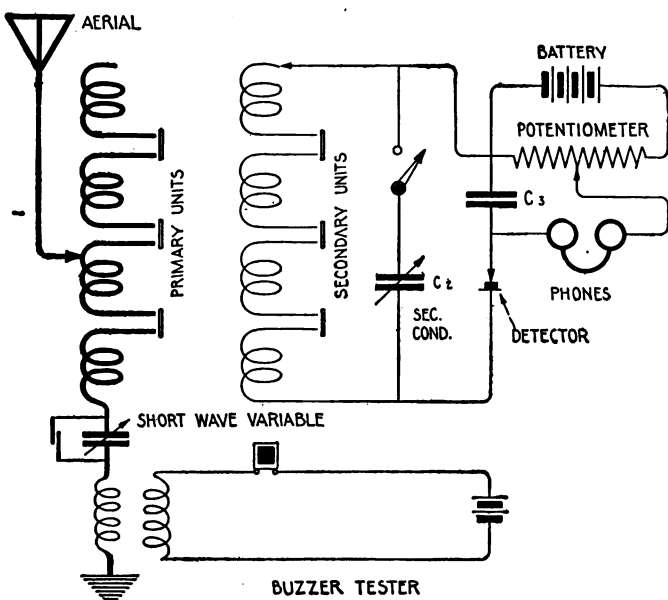 AERIAL
BATTERY
POTENTIOMETER
PRIMARY UNITS
SECONDARY UNITS
C3
C2
SEC.
COND.
PHONES
DETECTOR
SHORT WAVE VARIABLE
BUZZER TESTER